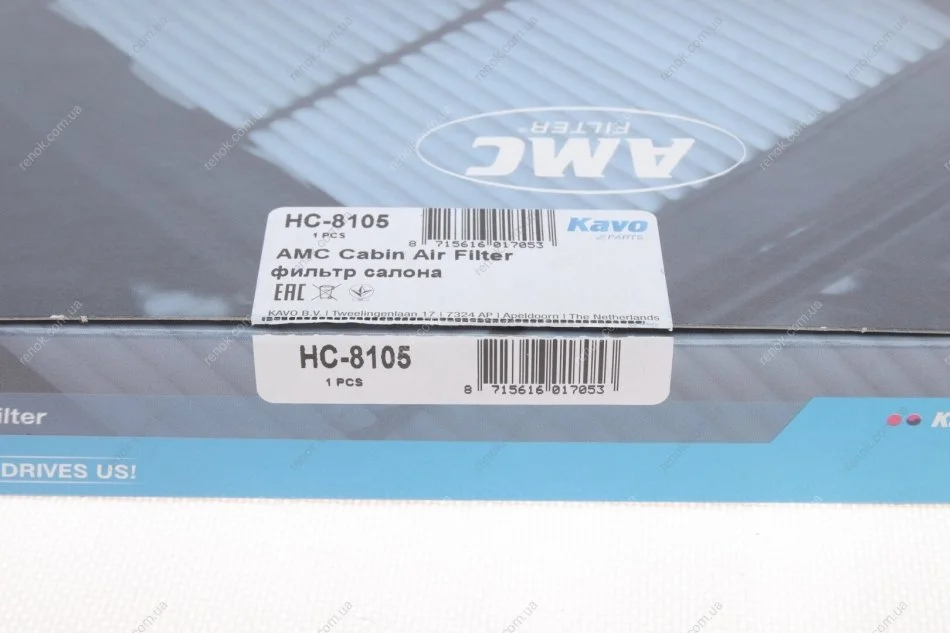 AMC
FILTER
HC-8105
1 PCS
8 715616 017053
Kavo
PARTS
AMC Cabin Air Filter
фильтр салона
EAC
KAVO B.V. | Tweelingenlaan 17 | 7324 AP | Apeldoorn | The Netherlands
HC-8105
1 PCS
8 715616 017053
ilter
K
DRIVES US!
renok.com.ua